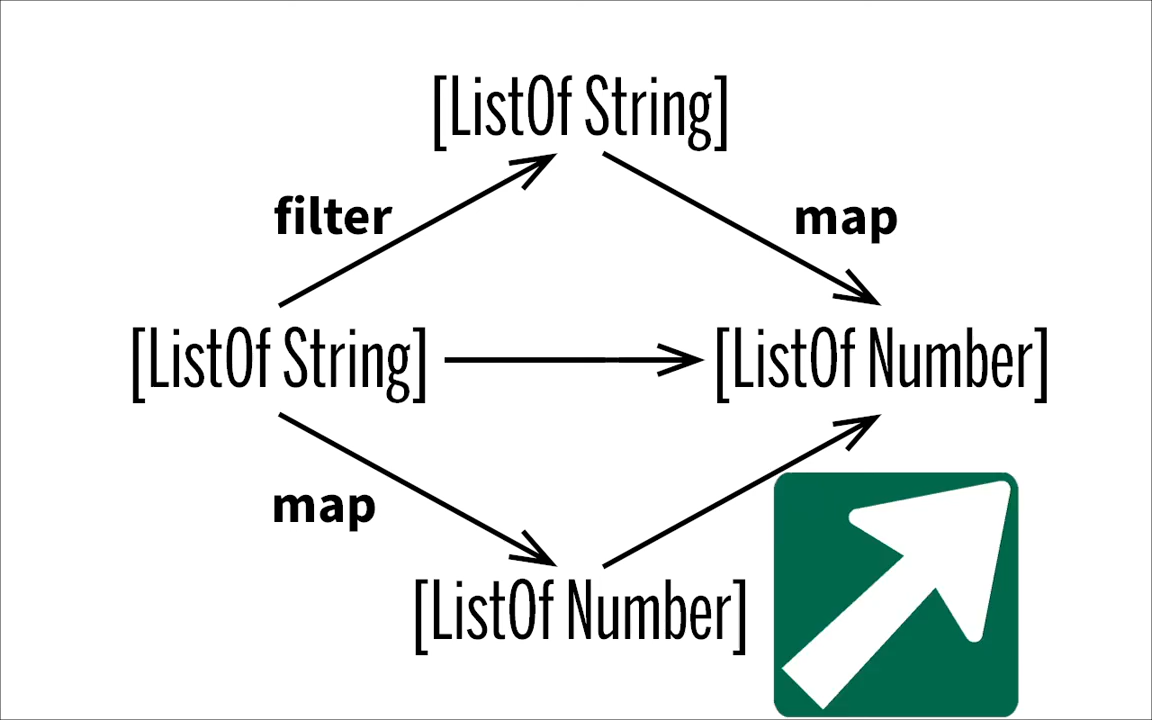 [ListOf String]
filter
map
[ListOf String]
[ListOf Number]
map
[ListOf Number]